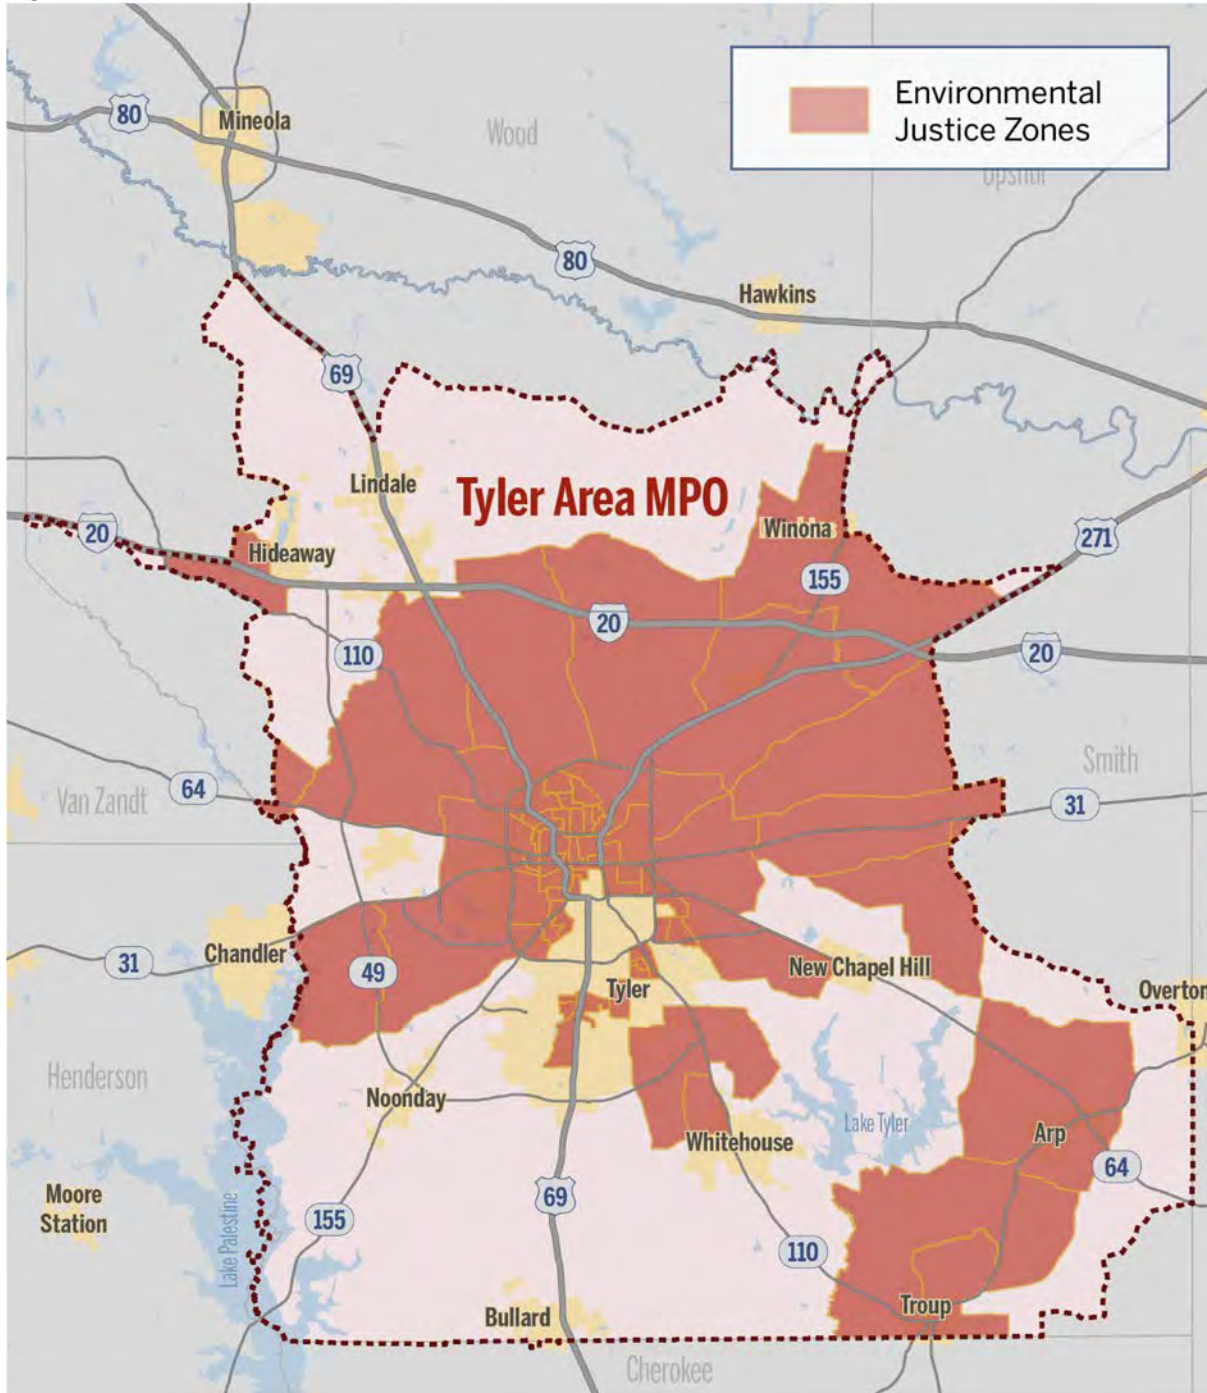 Environmental
Justice Zones
80
Mineola
Wood
Upshur
80
Hawkins
69
Lindale
Tyler Area MPO
Winona
20
Hideaway
271
155
20
110
20
Smith
64
Van Zandt
31
Chandler
31
49
New Chapel Hill
Tyler
Overton
Henderson
Noonday
Lake Tyler
Arp
Whitehouse
64
Moore
Station
69
155
Lake Palestine
110
Troup
Bullard
Cherokee